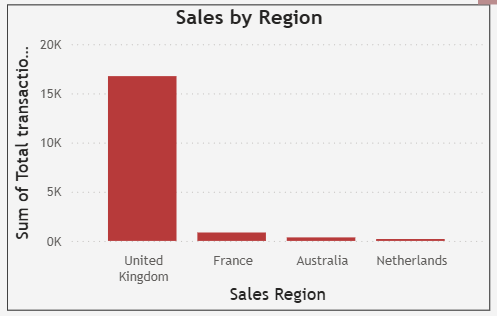 Sales by Region
Sum of Total transactio...
20K
15K
10K
5K
0K
United
Kingdom
France
Australia
Netherlands
Sales Region